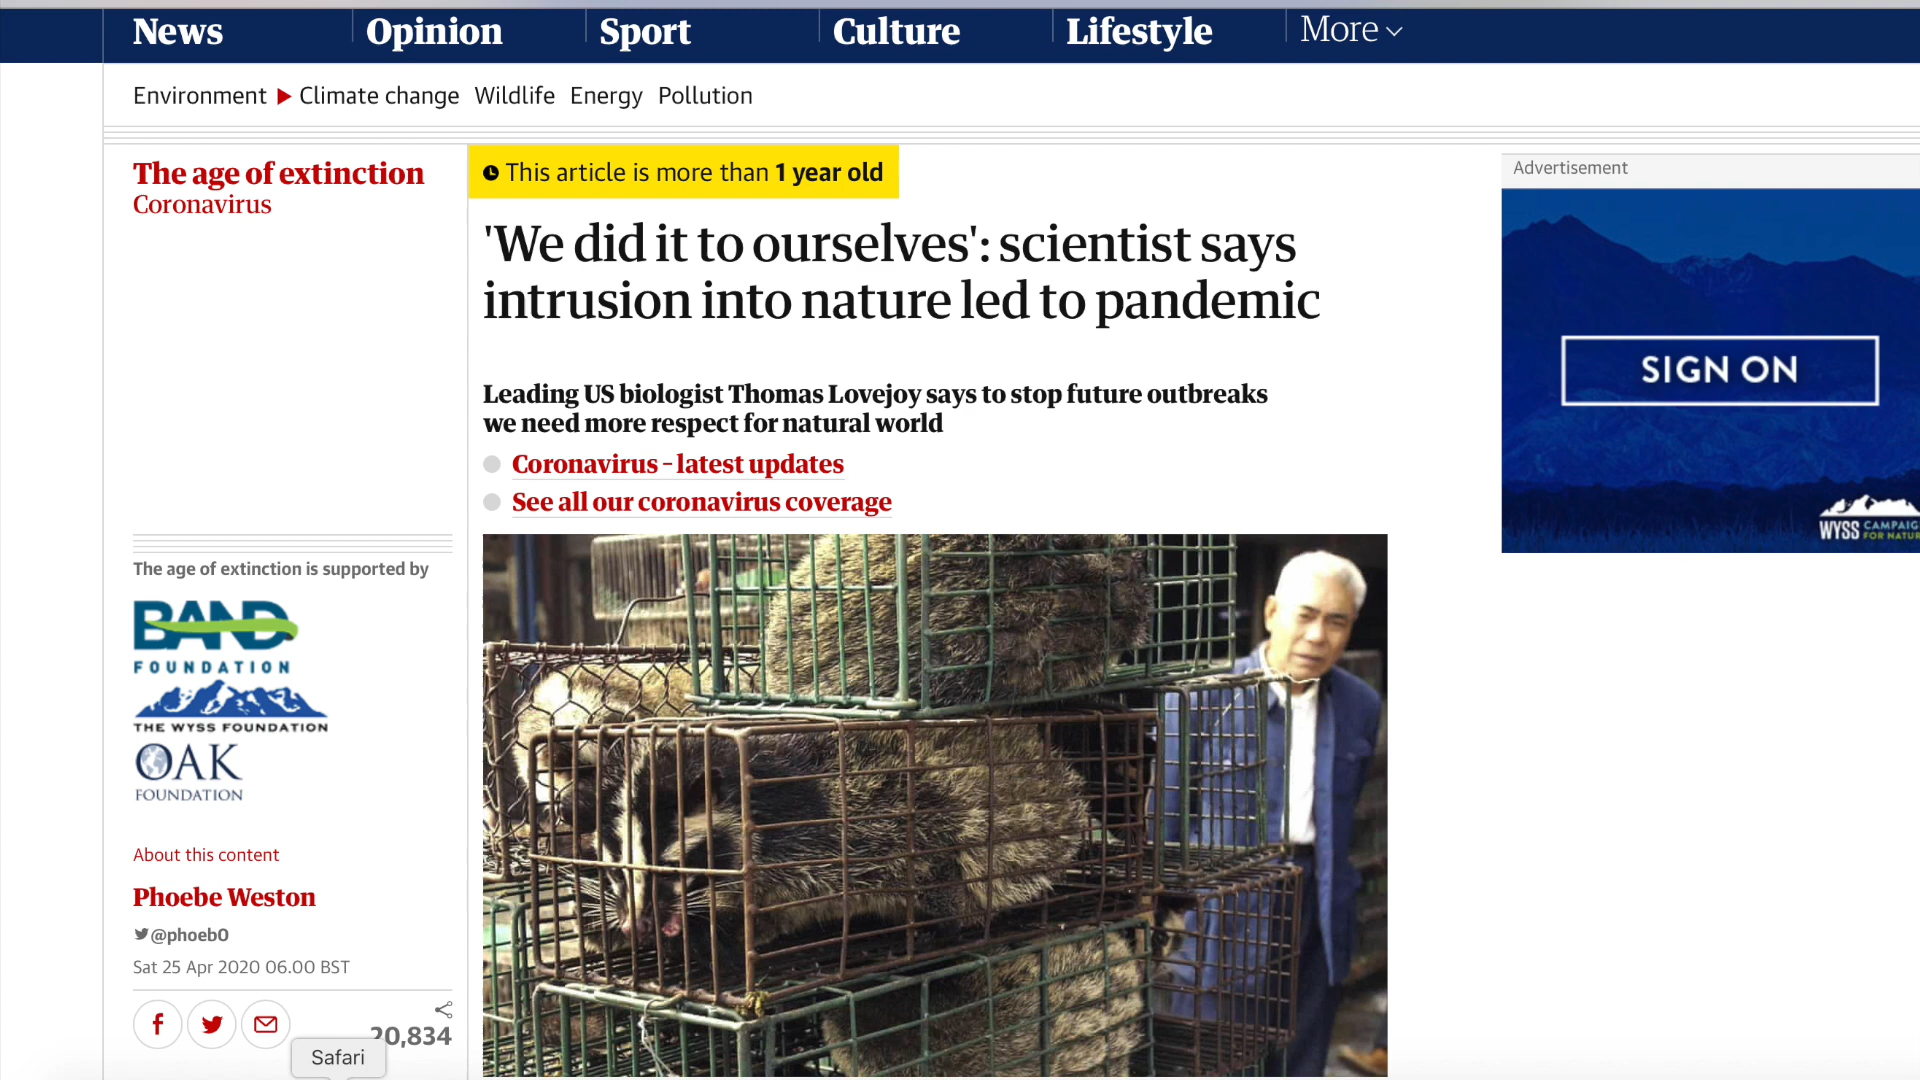 News Opinion Sport Culture Lifestyle More
Environment Climate change Wildlife Energy Pollution
The age of extinction
Coronavirus
This article is more than 1 year old
'We did it to ourselves': scientist says
intrusion into nature led to pandemic
Leading US biologist Thomas Lovejoy says to stop future outbreaks
we need more respect for natural world
Coronavirus – latest updates
See all our coronavirus coverage
Advertisement
SIGN ON
WYSS CAMPAIG
FOR NATUR
The age of extinction is supported by
BAND
FOUNDATION
THE WYSS FOUNDATION
OAK
FOUNDATION
About this content
Phoebe Weston
@phoeb0
Sat 25 Apr 2020 06.00 BST
20,834
Safari